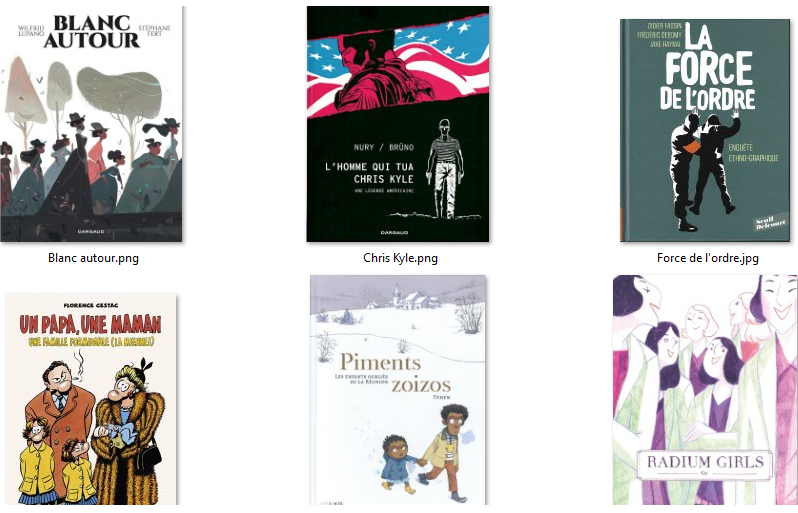 WILFRID
LUPANO
BLANC
AUTOUR
STÉPHANE
FERT
DARGAUD
Blanc autour.png
NURY / BRÜNO
L'HOMME QUI TUA
CHRIS KYLE
UNE LÉGENDE AMÉRICAINE
DARGAUD
Chris Kyle.png
DIDIER FASSIN
FRÉDÉRIC DEBOMY
JAKE RAYNAL
LA
FORCE
DE L'ORDRE
ENQUÊTE
ETHNO-GRAPHIQUE
Seuil
Delcourt
Force de l'ordre.jpg
FLORENCE CESTAC
UN PAPA, UNE MAMAN
UNE FAMILLE FORMIDABLE (LA MIENNE!)
Piments
LES ENFANTS OUBLIÉS
DE LA RÉUNION
zoizos
TÉHEM
RADIUM GIRLS
Cy.